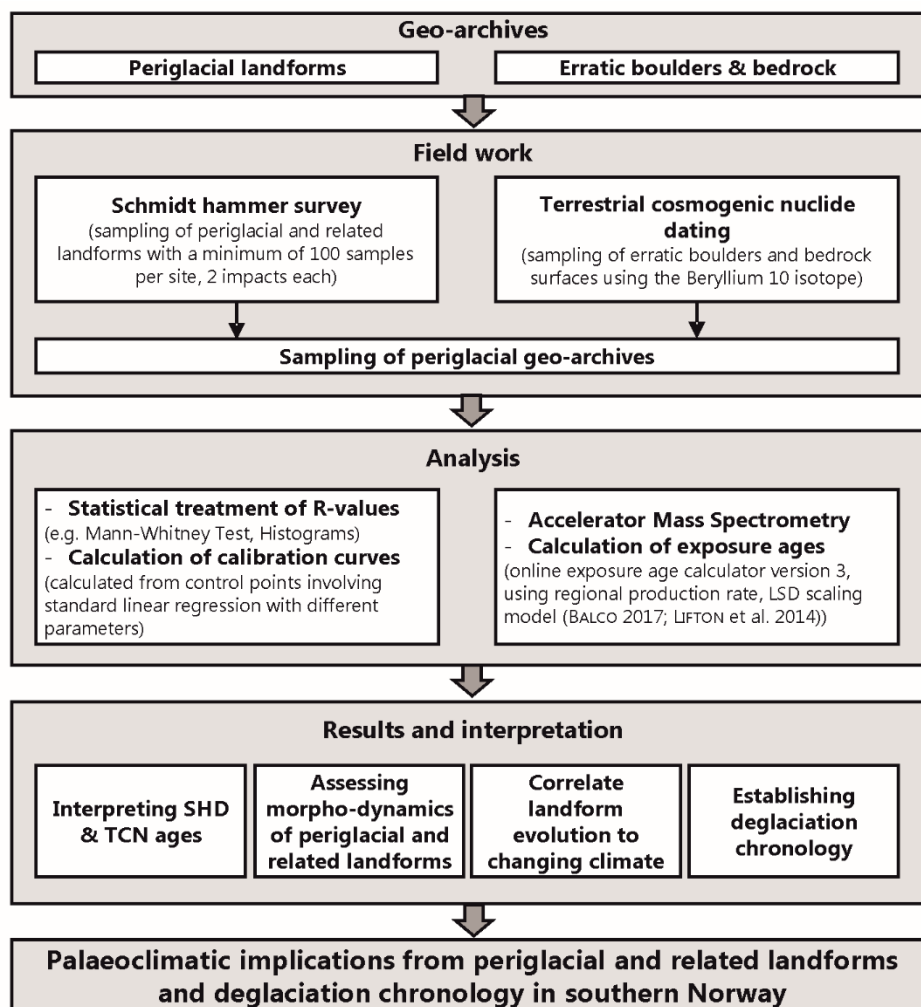 Geo-archives
Periglacial landforms
Erratic boulders & bedrock
Field work
Schmidt hammer survey
(sampling of periglacial and related
landforms with a minimum of 100 samples
per site, 2 impacts each)
Terrestrial cosmogenic nuclide
dating
(sampling of erratic boulders and bedrock
surfaces using the Beryllium 10 isotope)
Sampling of periglacial geo-archives
Analysis
- Statistical treatment of R-values
(e.g. Mann-Whitney Test, Histograms)
- Calculation of calibration curves
(calculated from control points involving
standard linear regression with different
parameters)
- Accelerator Mass Spectrometry
- Calculation of exposure ages
(online exposure age calculator version 3,
using regional production rate, LSD scaling
model (BALCO 2017; LIFTON et al. 2014))
Results and interpretation
Interpreting SHD
& TCN ages
Assessing
morpho-dynamics
of periglacial and
related landforms
Correlate
landform
evolution to
changing climate
Establishing
deglaciation
chronology
Palaeoclimatic implications from periglacial and related landforms
and deglaciation chronology in southern Norway